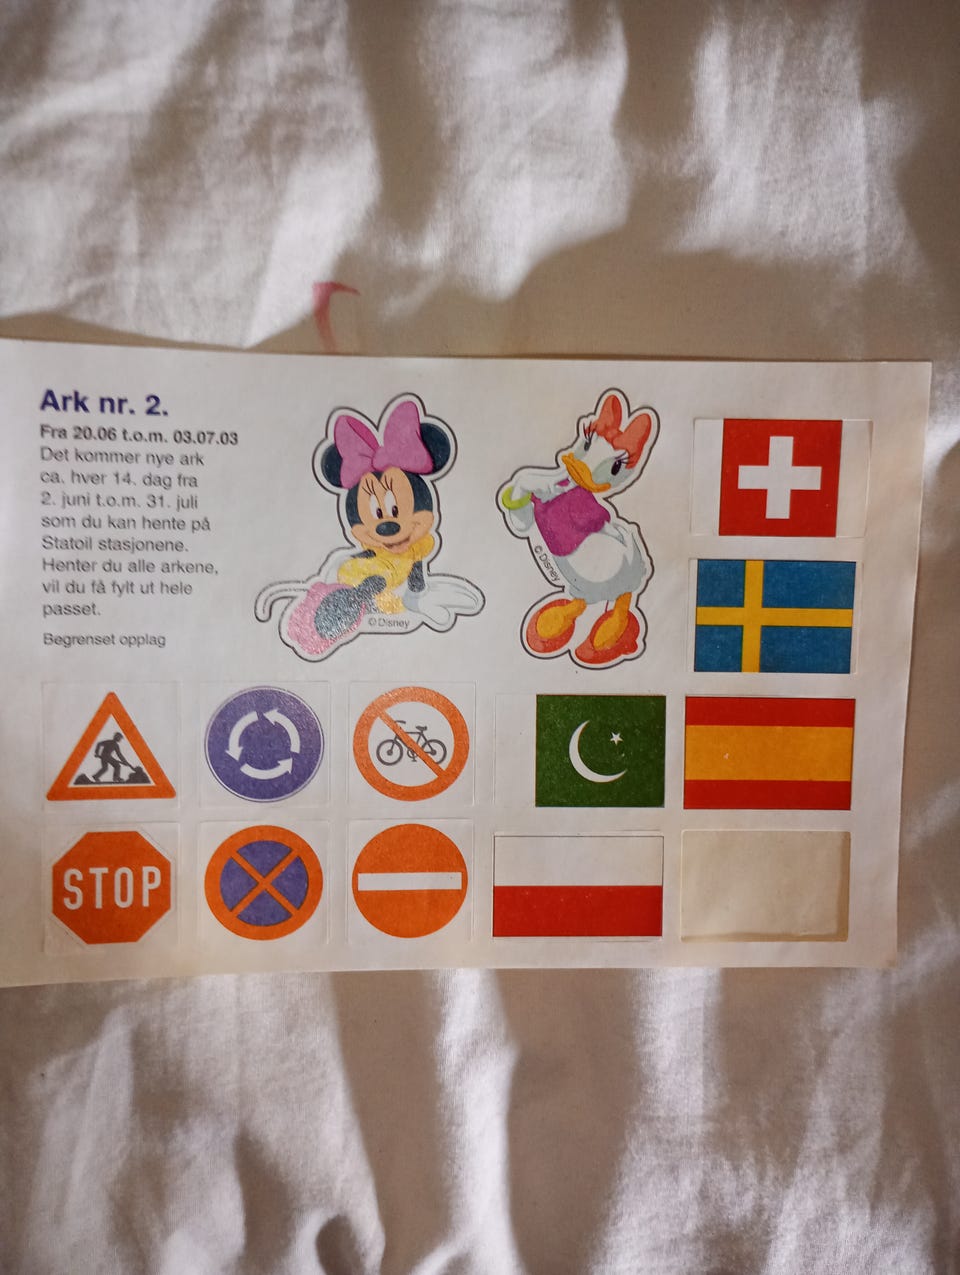 Ark nr. 2.
Fra 20.06 t.o.m. 03.07.03
Det kommer nye ark
ca. hver 14. dag fra
2. juni t.o.m. 31. juli
som du kan hente på
Statoil stasjonene.
Henter du alle arkene,
vil du få fylt ut hele
passet.
Begrenset opplag
© Disney
© Disney
STOP